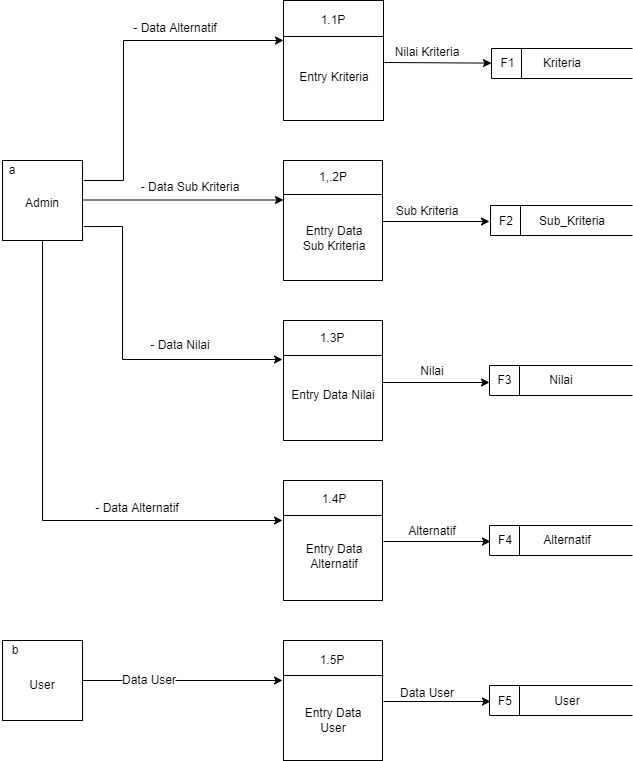 1.1P
- Data Alternatif
Nilai Kriteria
F1
Kriteria
Entry Kriteria
a
Admin
1,.2P
- Data Sub Kriteria
Sub Kriteria
F2
Sub_Kriteria
Entry Data
Sub Kriteria
1.3P
- Data Nilai
Nilai
F3
Nilai
Entry Data Nilai
1.4P
- Data Alternatif
Alternatif
F4
Alternatif
Entry Data
Alternatif
b
User
1.5P
Data User
Data User
F5
User
Entry Data
User